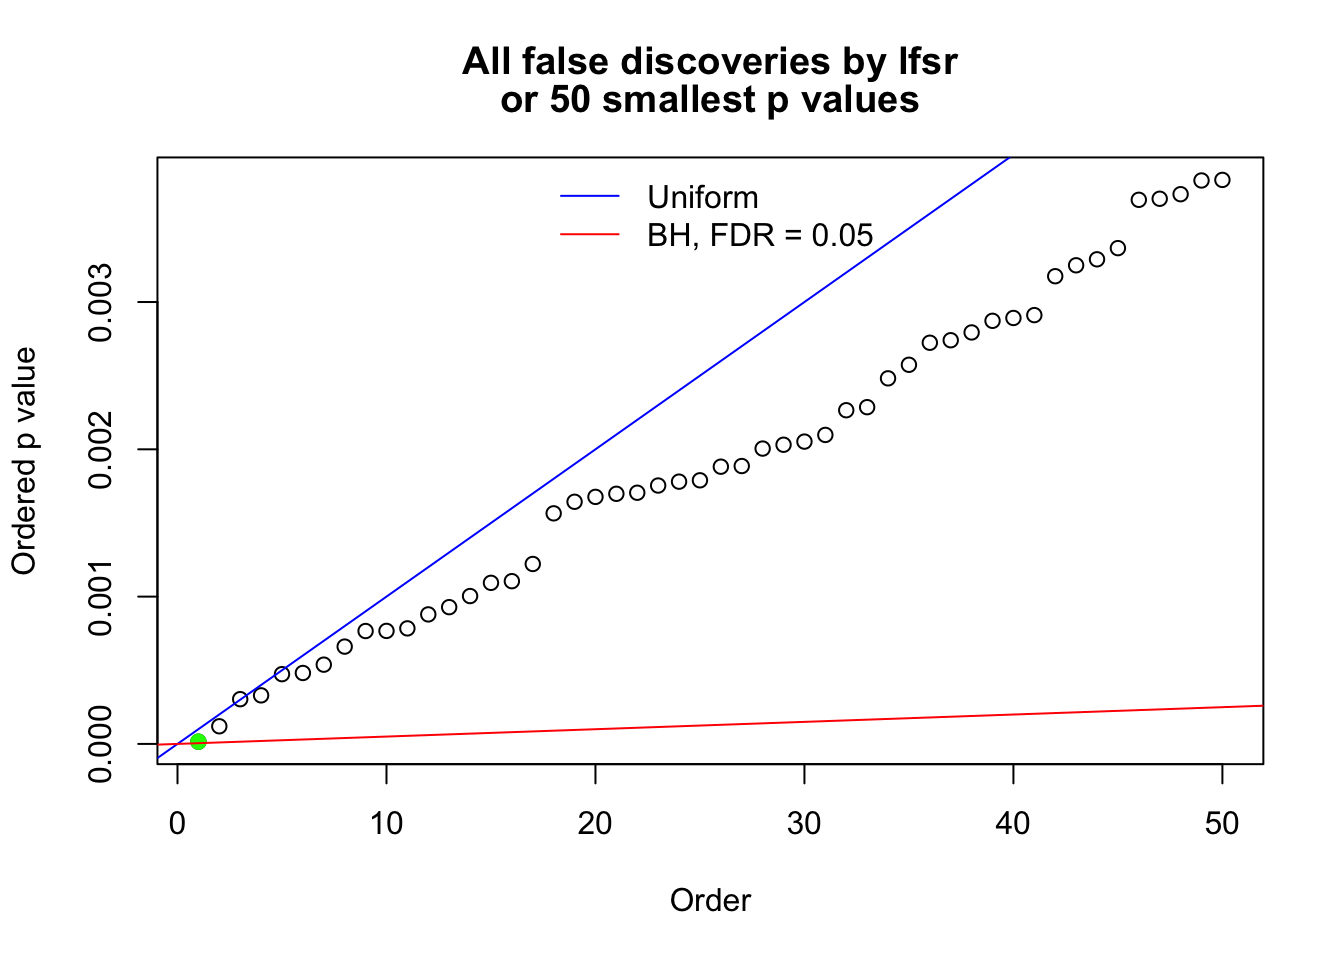 All false discoveries by lfsr
or 50 smallest p values
Uniform
BH, FDR = 0.05
Ordered p value
0.003
0.002
0.001
0.000
0 10 20 30 40 50
Order